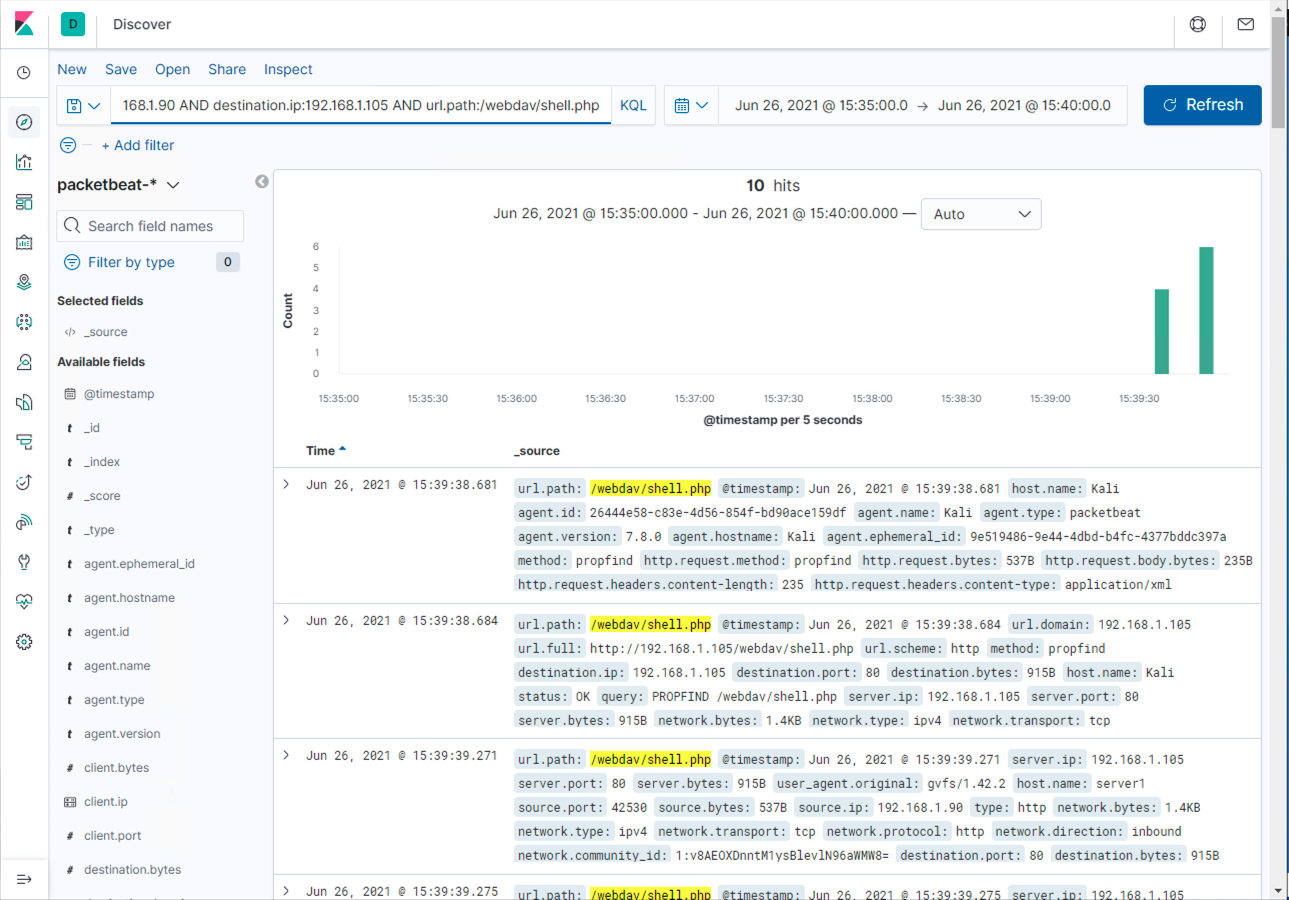 D Discover
New Save Open Share Inspect
168.1.90 AND destination.ip:192.168.1.105 AND url.path:/webdav/shell.php KQL Jun 26, 2021 @ 15:35:00.0 → Jun 26, 2021 @ 15:40:00.0 Refresh
+ Add filter
packetbeat-*
Search field names
Filter by type 0
Selected fields
_source
Available fields
@timestamp
t _id
t _index
# _score
t _type
t agent.ephemeral_id
t agent.hostname
t agent.id
t agent.name
t agent.type
t agent.version
# client.bytes
client.ip
# client.port
# destination.bytes
10 hits
Jun 26, 2021 @ 15:35:00.000 - Jun 26, 2021 @ 15:40:00.000 — Auto
Count
6
5
4
3
2
1
0
15:35:00 15:35:30 15:36:00 15:36:30 15:37:00 15:37:30 15:38:00 15:38:30 15:39:00 15:39:30
@timestamp per 5 seconds
Time _source
Jun 26, 2021 @ 15:39:38.681 url.path: /webdav/shell.php @timestamp: Jun 26, 2021 @ 15:39:38.681 host.name: Kali
agent.id: 26444e58-c83e-4d56-854f-bd90ace159df agent.name: Kali agent.type: packetbeat
agent.version: 7.8.0 agent.hostname: Kali agent.ephemeral_id: 9e519486-9e44-4dbd-b4fc-4377bddc397a
method: propfind http.request.method: propfind http.request.bytes: 537B http.request.body.bytes: 235B
http.request.headers.content-length: 235 http.request.headers.content-type: application/xml
Jun 26, 2021 @ 15:39:38.684 url.path: /webdav/shell.php @timestamp: Jun 26, 2021 @ 15:39:38.684 url.domain: 192.168.1.105
url.full: http://192.168.1.105/webdav/shell.php url.scheme: http method: propfind
destination.ip: 192.168.1.105 destination.port: 80 destination.bytes: 915B host.name: Kali
status: OK query: PROPFIND /webdav/shell.php server.ip: 192.168.1.105 server.port: 80
server.bytes: 915B network.bytes: 1.4KB network.type: ipv4 network.transport: tcp
Jun 26, 2021 @ 15:39:39.271 url.path: /webdav/shell.php @timestamp: Jun 26, 2021 @ 15:39:39.271 server.ip: 192.168.1.105
server.port: 80 server.bytes: 915B user_agent.original: gvfs/1.42.2 host.name: server1
source.port: 42530 source.bytes: 537B source.ip: 192.168.1.90 type: http network.bytes: 1.4KB
network.type: ipv4 network.transport: tcp network.protocol: http network.direction: inbound
network.community_id: 1:v8AEOXDnntM1ysBlevlN96aWMW8= destination.port: 80 destination.bytes: 915B
Jun 26, 2021 @ 15:39:39.275 url.path: /webdav/shell.php @timestamp: Jun 26, 2021 @ 15:39:39.275 server.ip: 192.168.1.105